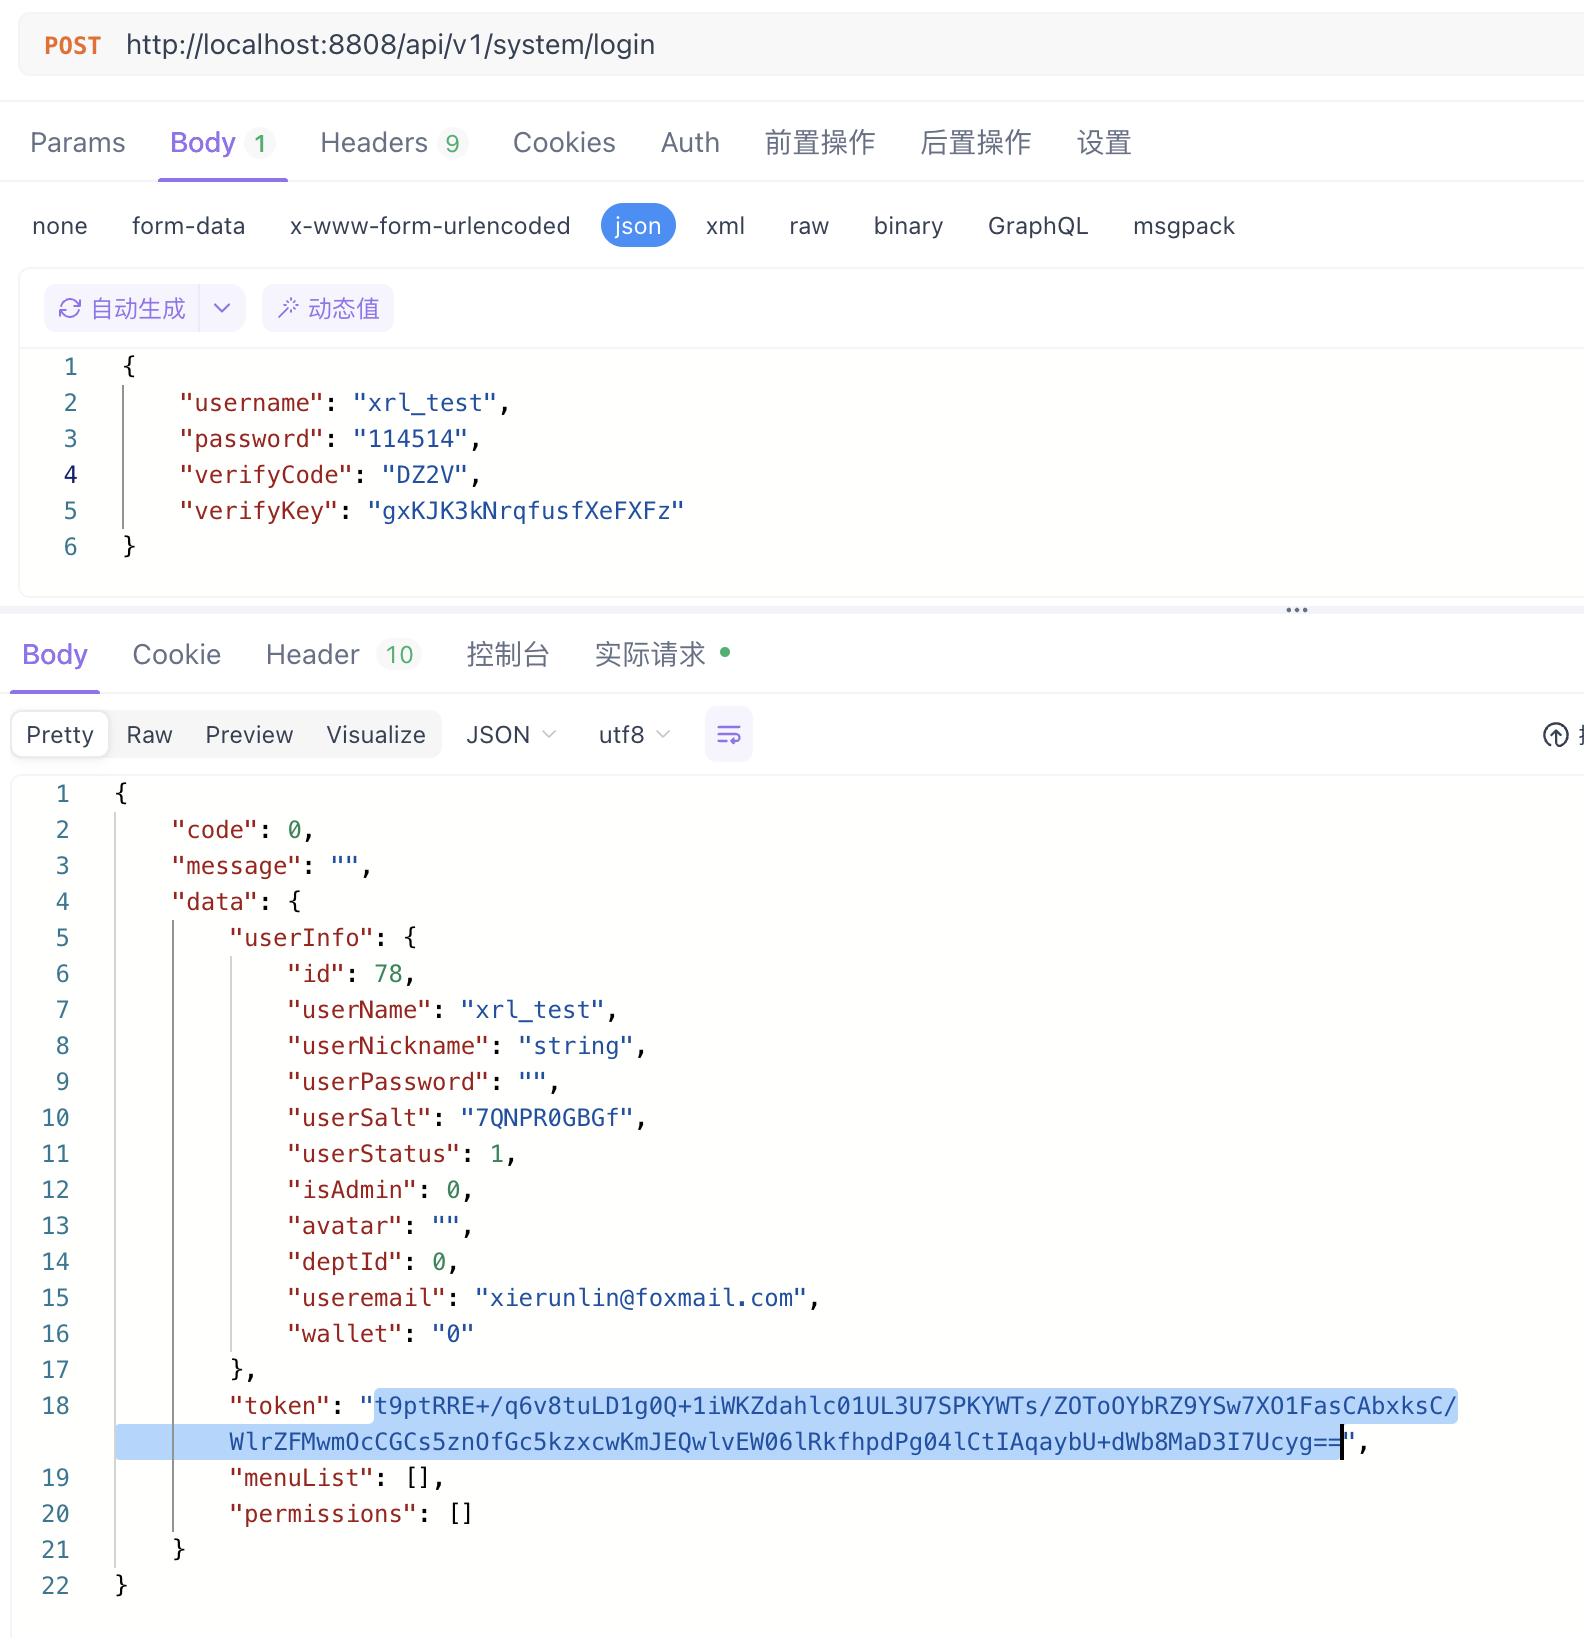 POST http://localhost:8808/api/v1/system/login
Params Body 1 Headers 9 Cookies Auth 前置操作 后置操作 设置
none form-data x-www-form-urlencoded json xml raw binary GraphQL msgpack
自动生成 动态值
1 {
2 "username": "xrl_test",
3 "password": "114514",
4 "verifyCode": "DZ2V",
5 "verifyKey": "gxKJK3kNrqfusfXeFXFz"
6 }
Body Cookie Header 10 控制台 实际请求
Pretty Raw Preview Visualize JSON utf8
1 {
2 "code": 0,
3 "message": "",
4 "data": {
5 "userInfo": {
6 "id": 78,
7 "userName": "xrl_test",
8 "userNickname": "string",
9 "userPassword": "",
10 "userSalt": "7QNPR0GBGf",
11 "userStatus": 1,
12 "isAdmin": 0,
13 "avatar": "",
14 "deptId": 0,
15 "useremail": "xierunlin@foxmail.com",
16 "wallet": "0"
17 },
18 "token": "t9ptRRE+/q6v8tuLD1g0Q+1iWKZdahlc01UL3U7SPKYWTs/ZOToOYbRZ9YSw7XO1FasCAbxksC/
WlrZFMwmOcCGCs5znOfGc5kzxcwKmJEQwlvEW06lRkfhpdPg04lCtIAqaybU+dWb8MaD3I7Ucyg==",
19 "menuList": [],
20 "permissions": []
21 }
22 }